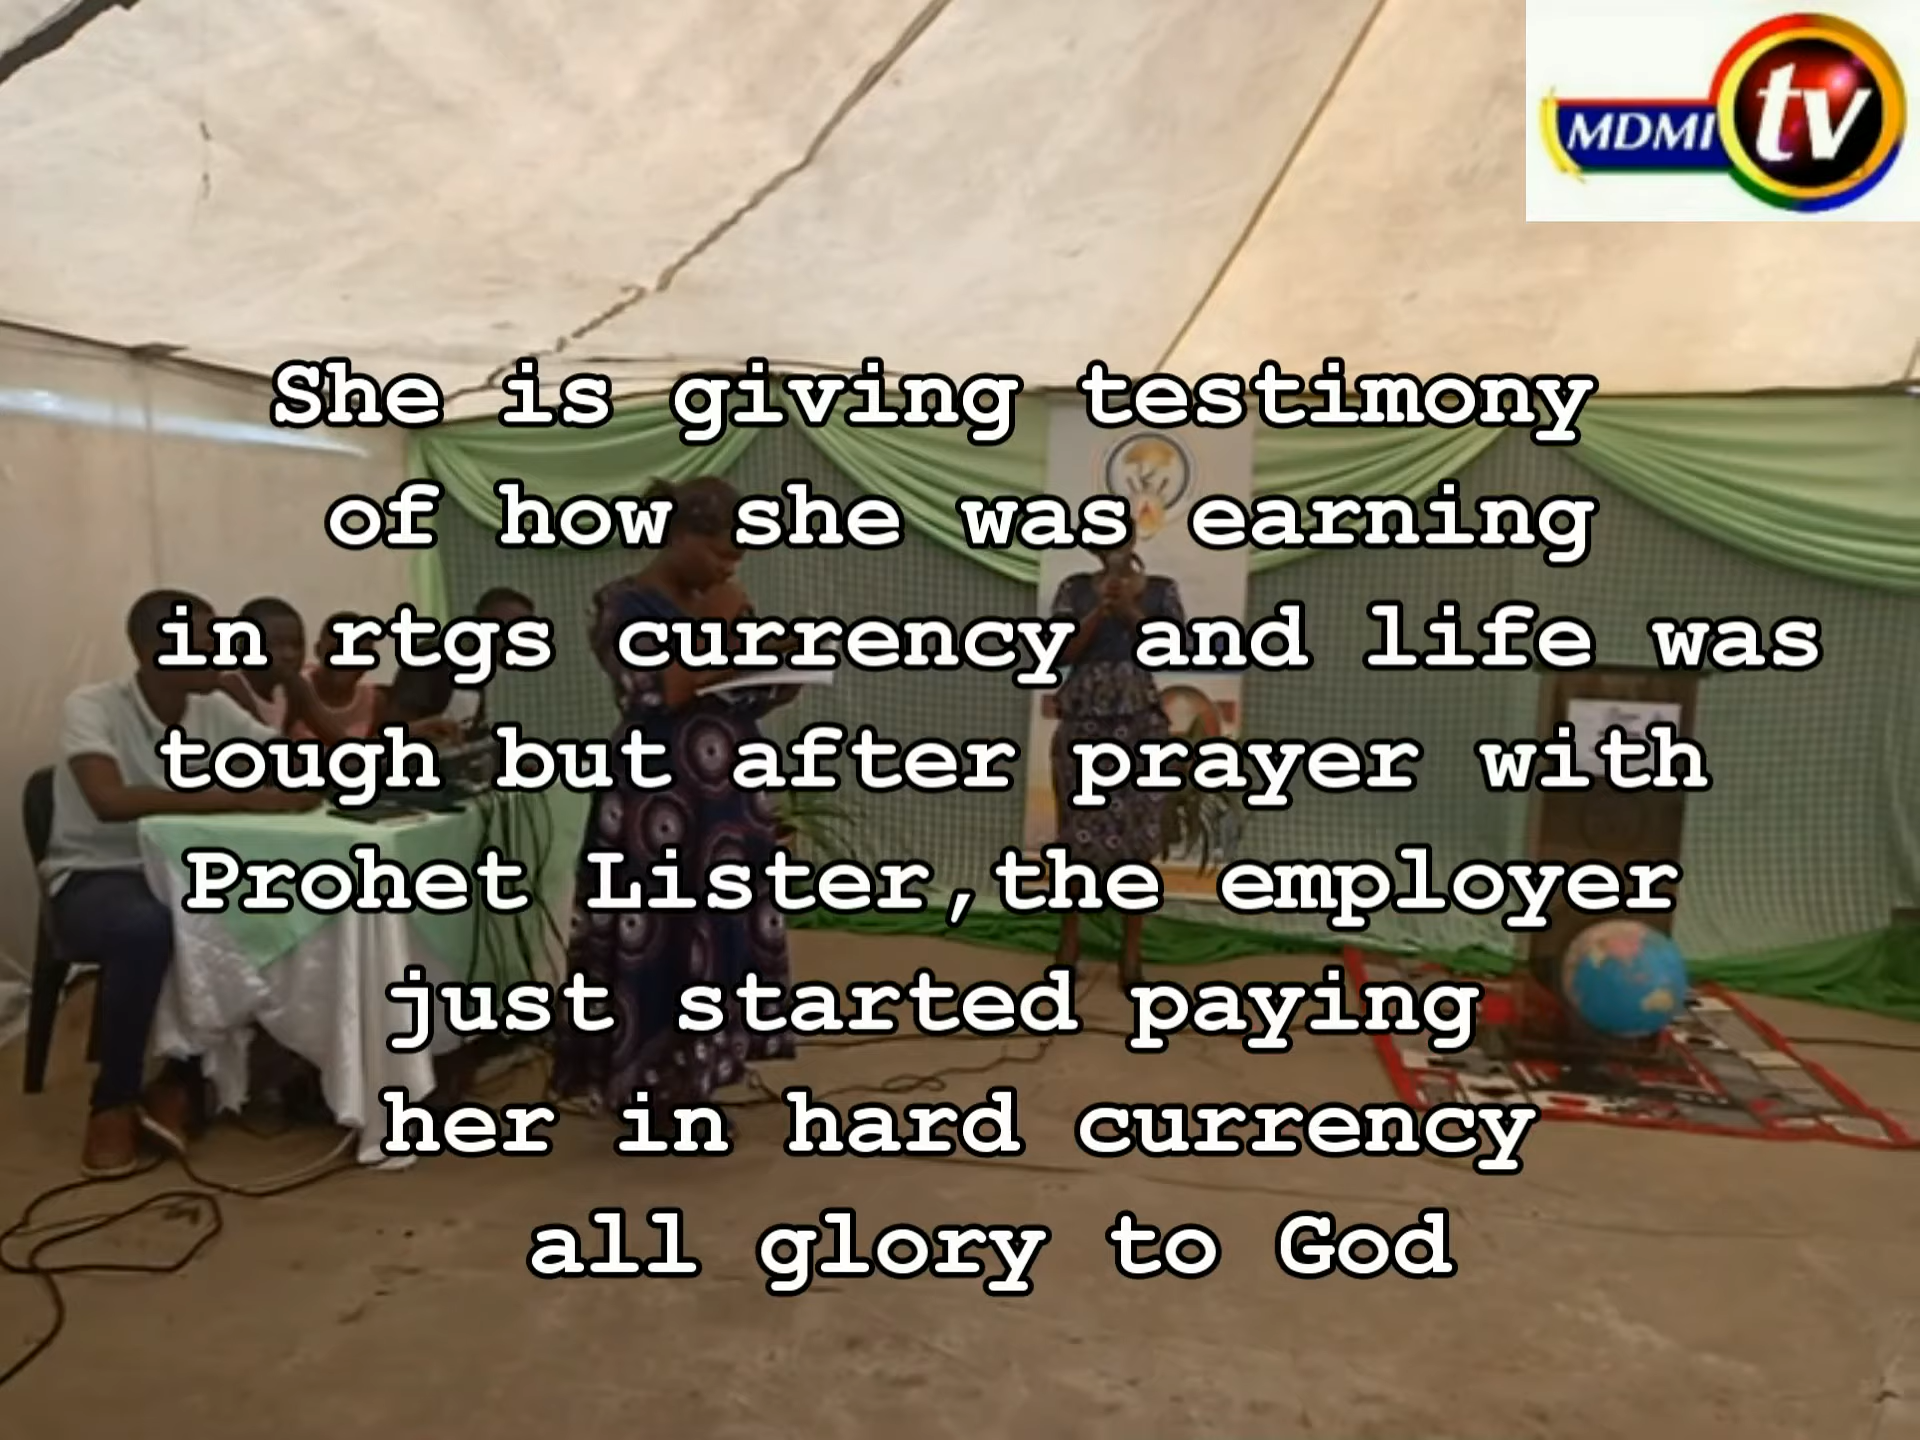 MDMI tv
She is giving testimony
of how she was earning
in rtgs currency and life was
tough but after prayer with
Prohet Lister,the employer
just started paying
her in hard currency
all glory to God